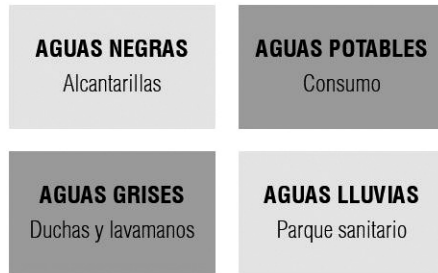 AGUAS NEGRAS
Alcantarillas
AGUAS POTABLES
Consumo
AGUAS GRISES
Duchas y lavamanos
AGUAS LLUVIAS
Parque sanitario